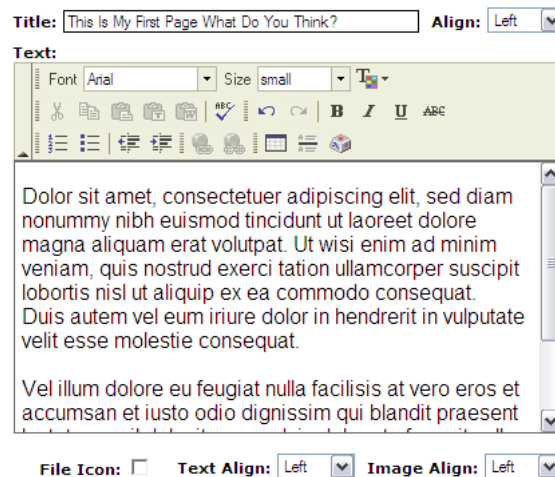 Title: This Is My First Page What Do You Think? Align: Left
Text:
Font Arial Size small T
ABC B I U ABC
Dolor sit amet, consectetuer adipiscing elit, sed diam
nonummy nibh euismod tincidunt ut laoreet dolore
magna aliquam erat volutpat. Ut wisi enim ad minim
veniam, quis nostrud exerci tation ullamcorper suscipit
lobortis nisl ut aliquip ex ea commodo consequat.
Duis autem vel eum iriure dolor in hendrerit in vulputate
velit esse molestie consequat.
Vel illum dolore eu feugiat nulla facilisis at vero eros et
accumsan et iusto odio dignissim qui blandit praesent
File Icon: Text Align: Left Image Align: Left